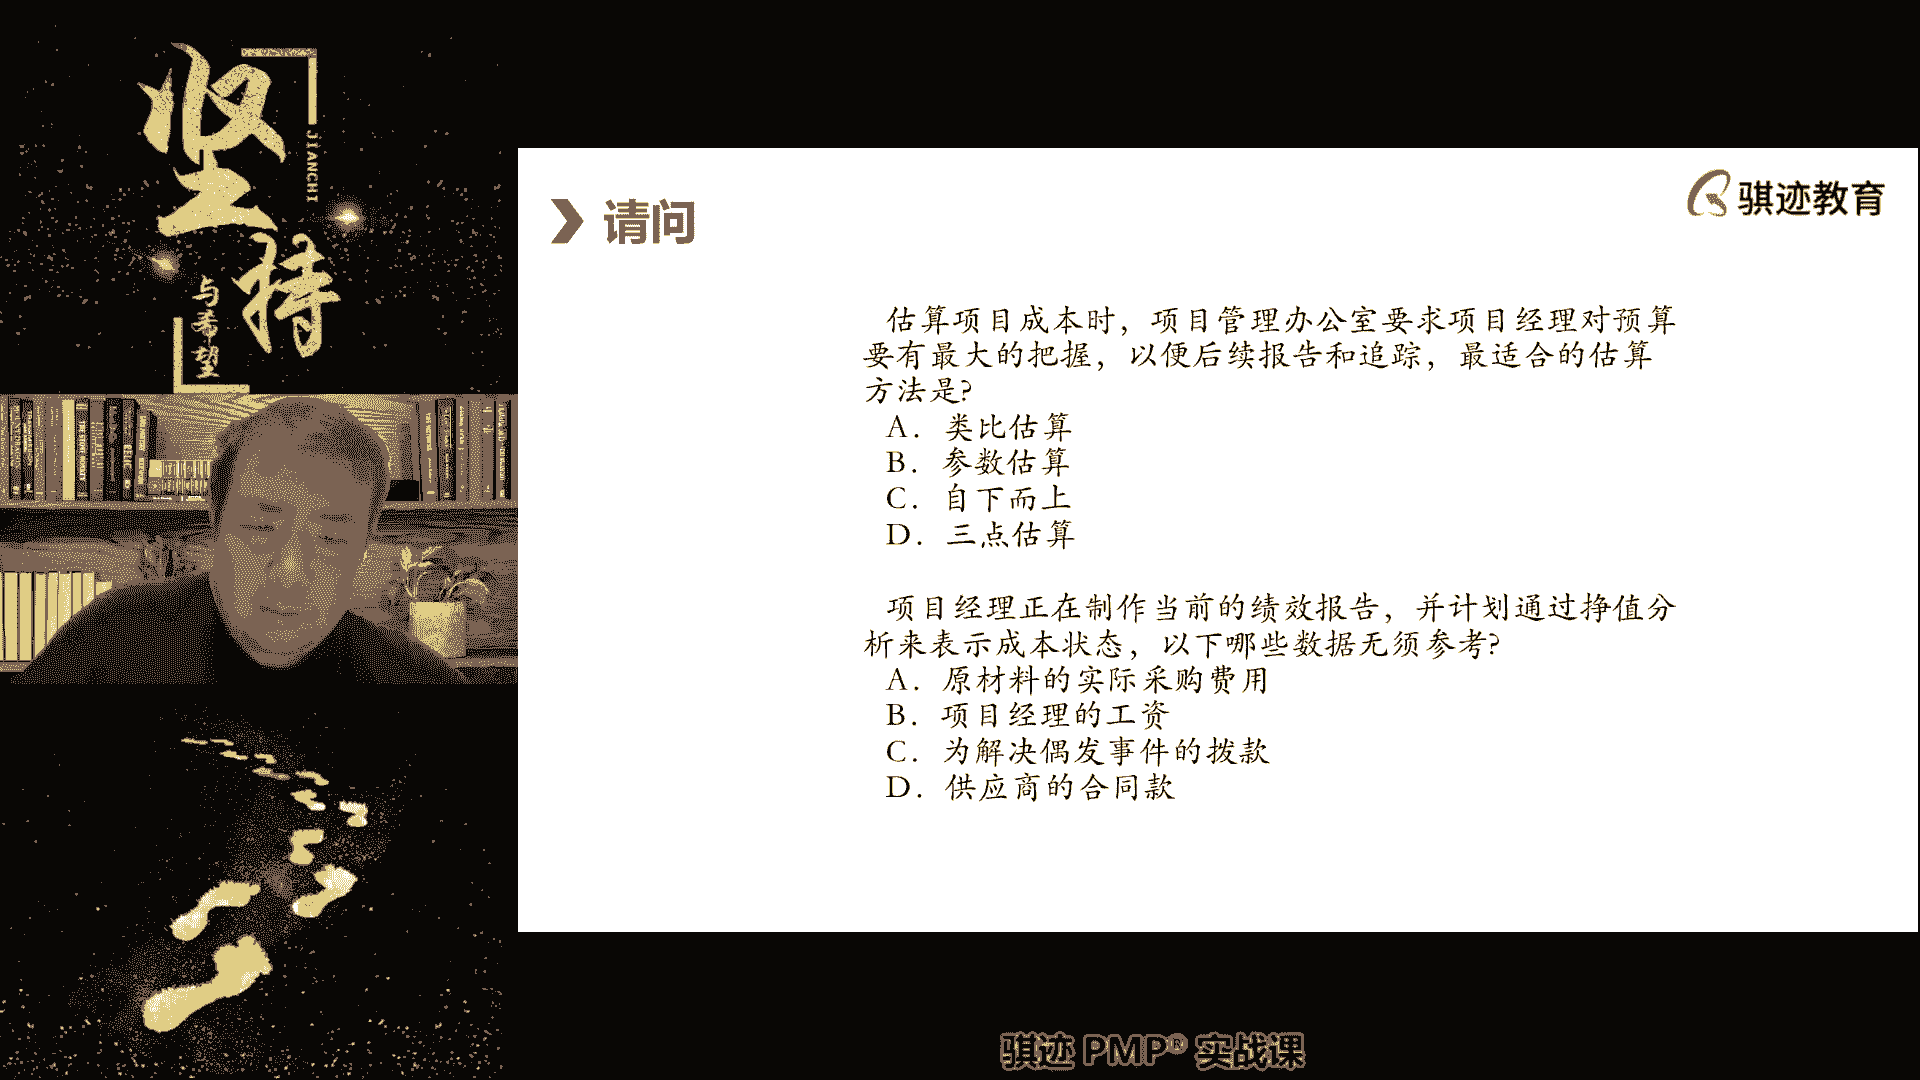 坚持
JIANCHI
与希望
骐迹教育
请问
估算项目成本时，项目管理办公室要求项目经理对预算
要有最大的把握，以便后续报告和追踪，最适合的估算
方法是?
A．类比估算
B．参数估算
C．自下而上
D．三点估算
项目经理正在制作当前的绩效报告，并计划通过挣值分
析来表示成本状态，以下哪些数据无须参考?
A．原材料的实际采购费用
B．项目经理的工资
C．为解决偶发事件的拨款
D．供应商的合同款
骐迹 PMP® 实战课